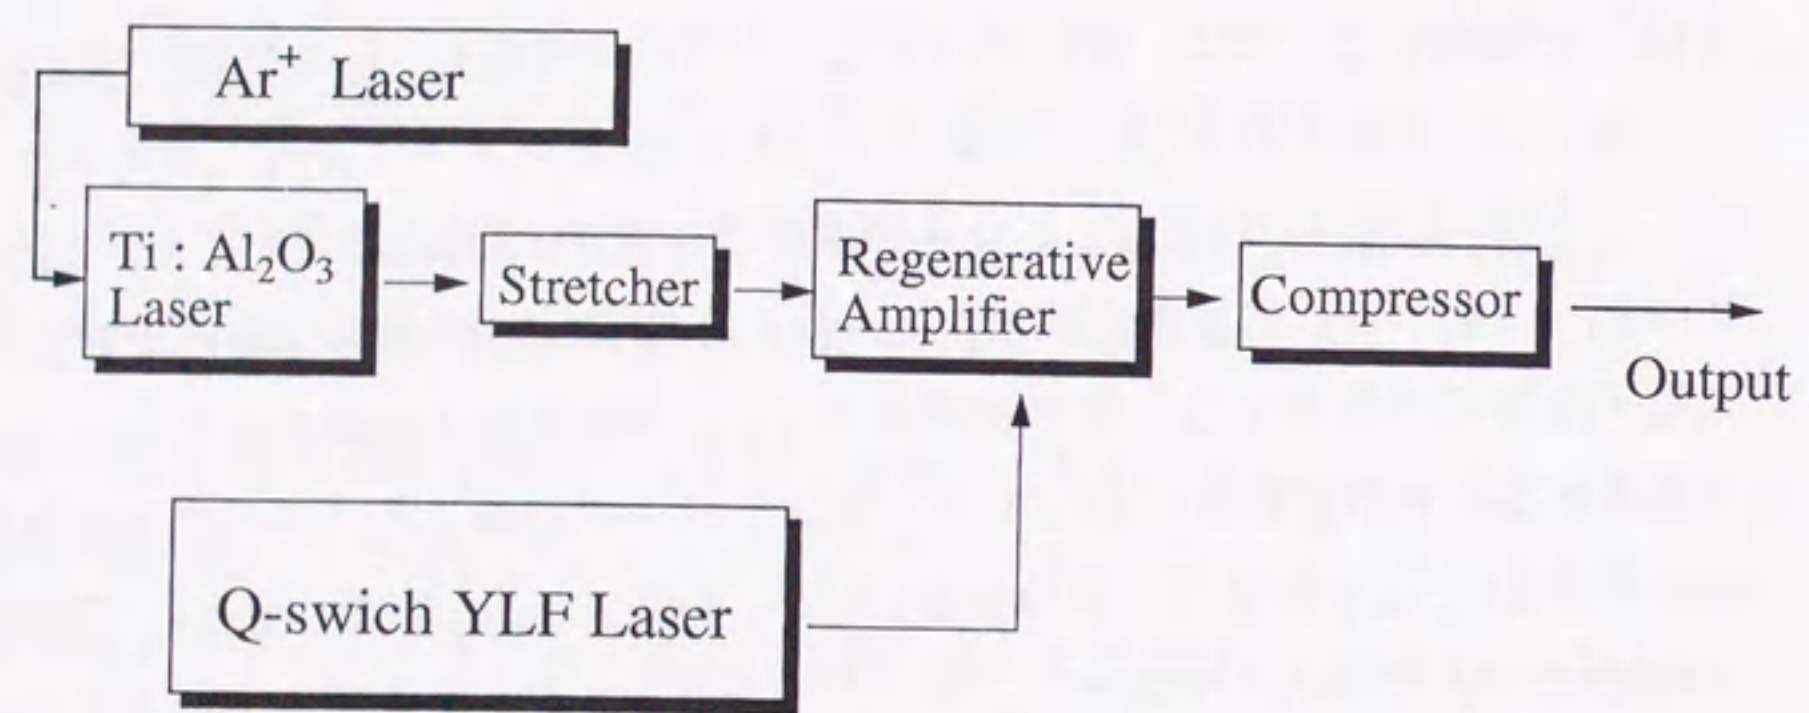 Ar⁺ Laser
Ti : Al₂O₃
Laser
Stretcher
Regenerative
Amplifier
Compressor
Output
Q-swich YLF Laser